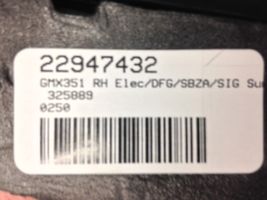 22947432
GMX351 RH Elec/DFG/SBZA/SIG Su
325889
0250